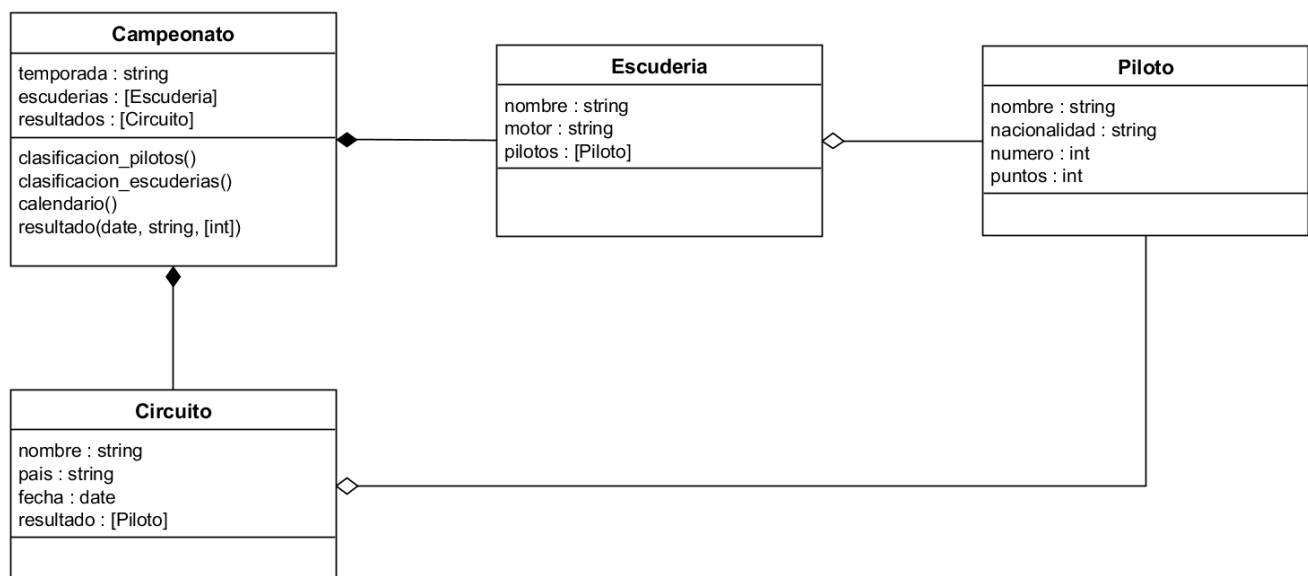 Campeonato
temporada : string
escuderias : [Escuderia]
resultados : [Circuito]
clasificacion_pilotos()
clasificacion_escuderias()
calendario()
resultado(date, string, [int])
Escuderia
nombre : string
motor : string
pilotos : [Piloto]
Piloto
nombre : string
nacionalidad : string
numero : int
puntos : int
Circuito
nombre : string
pais : string
fecha : date
resultado : [Piloto]